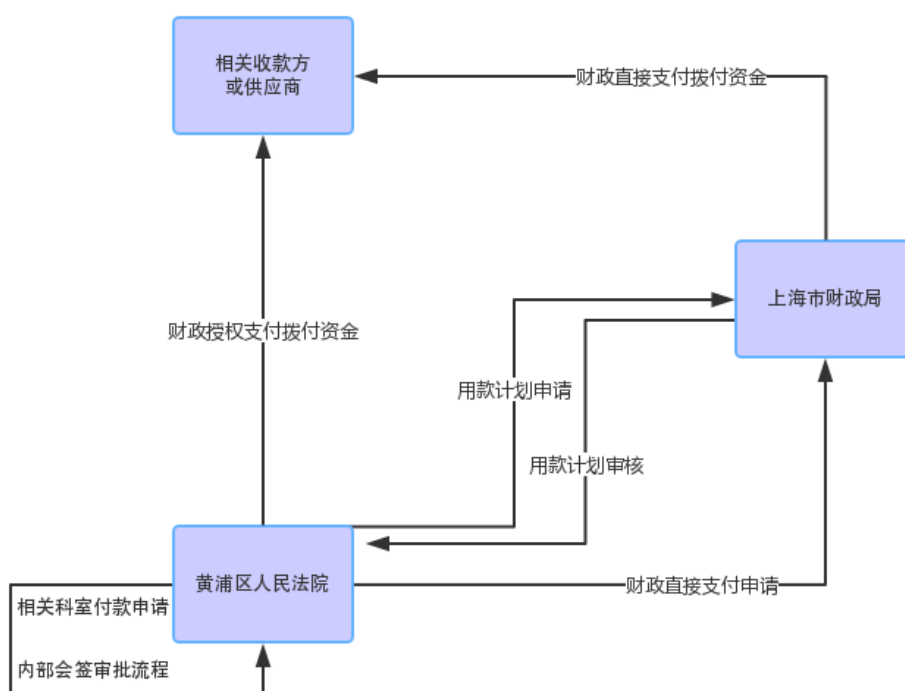 相关收款方
或供应商
财政直接支付拨付资金
上海市财政局
财政授权支付拨付资金
用款计划申请
用款计划审核
黄浦区人民法院
财政直接支付申请
相关科室付款申请
内部会签审批流程